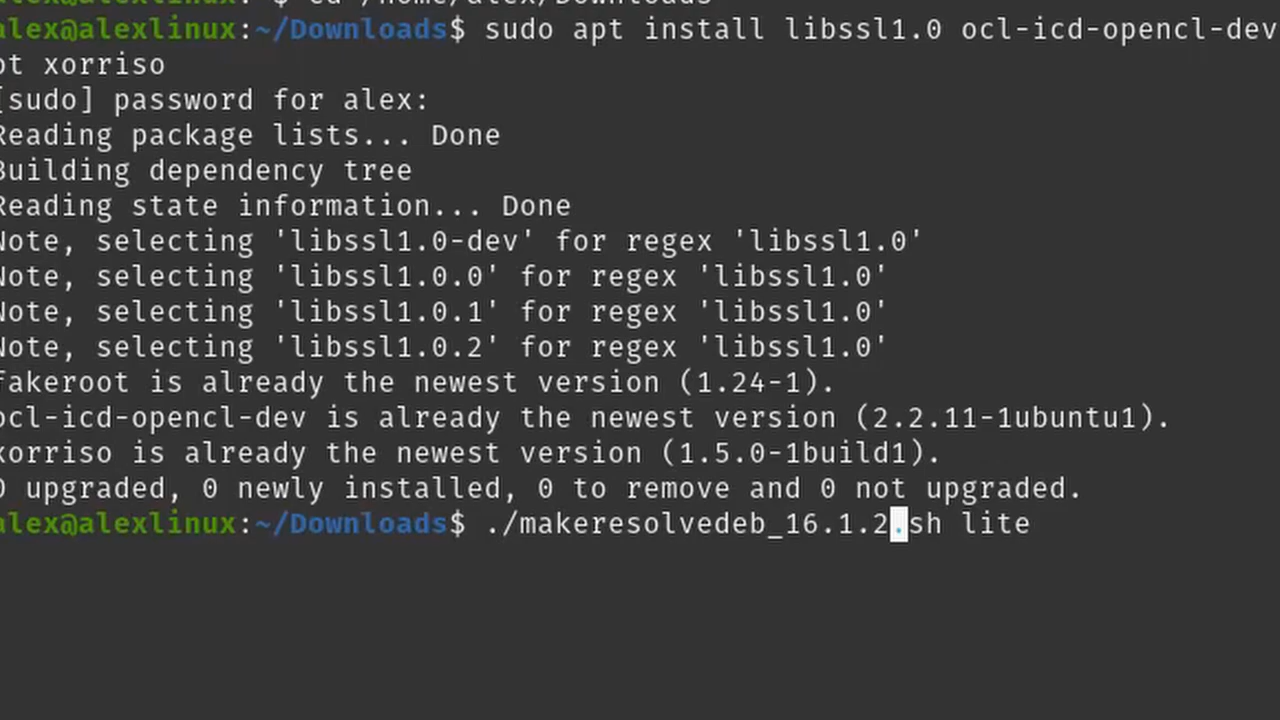 alex@alexlinux:~$ cd /home/alex/Downloads
alex@alexlinux:~/Downloads$ sudo apt install libssl1.0 ocl-icd-opencl-dev
ot xorriso
[sudo] password for alex:
Reading package lists... Done
Building dependency tree
Reading state information... Done
Note, selecting 'libssl1.0-dev' for regex 'libssl1.0'
Note, selecting 'libssl1.0.0' for regex 'libssl1.0'
Note, selecting 'libssl1.0.1' for regex 'libssl1.0'
Note, selecting 'libssl1.0.2' for regex 'libssl1.0'
fakeroot is already the newest version (1.24-1).
ocl-icd-opencl-dev is already the newest version (2.2.11-1ubuntu1).
xorriso is already the newest version (1.5.0-1build1).
0 upgraded, 0 newly installed, 0 to remove and 0 not upgraded.
alex@alexlinux:~/Downloads$ ./makeresolvedeb_16.1.2.sh lite